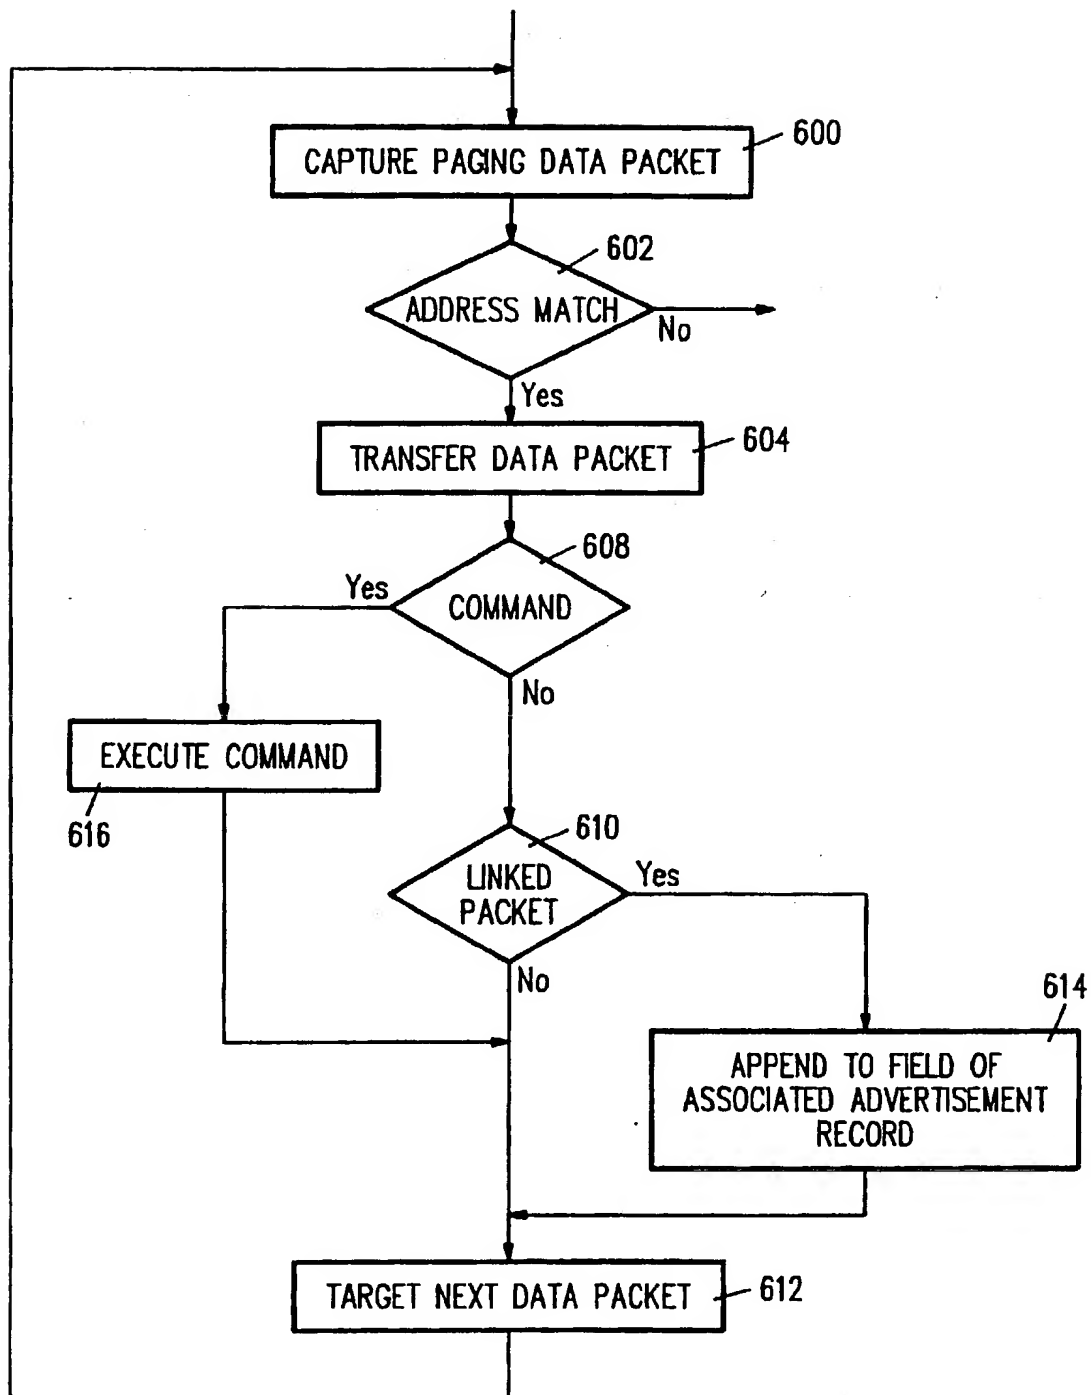 CAPTURE PAGING DATA PACKET
600
602
ADDRESS MATCH
No
Yes
TRANSFER DATA PACKET
604
608
Yes
COMMAND
No
EXECUTE COMMAND
616
610
LINKED
PACKET
Yes
No
614
APPEND TO FIELD OF
ASSOCIATED ADVERTISEMENT
RECORD
TARGET NEXT DATA PACKET
612